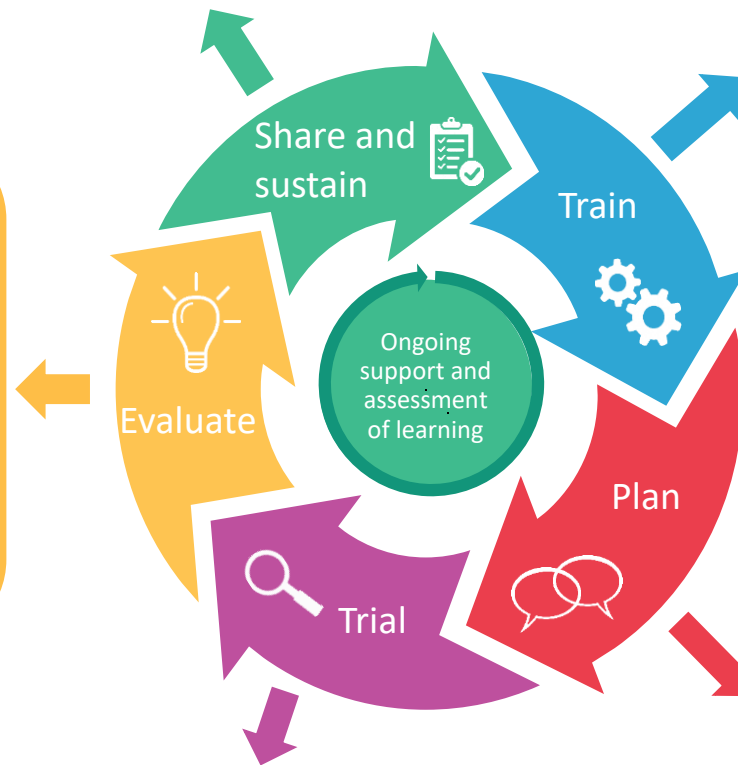 Share and
sustain
Train
Ongoing
support and
assessment
of learning
Evaluate
Plan
Trial